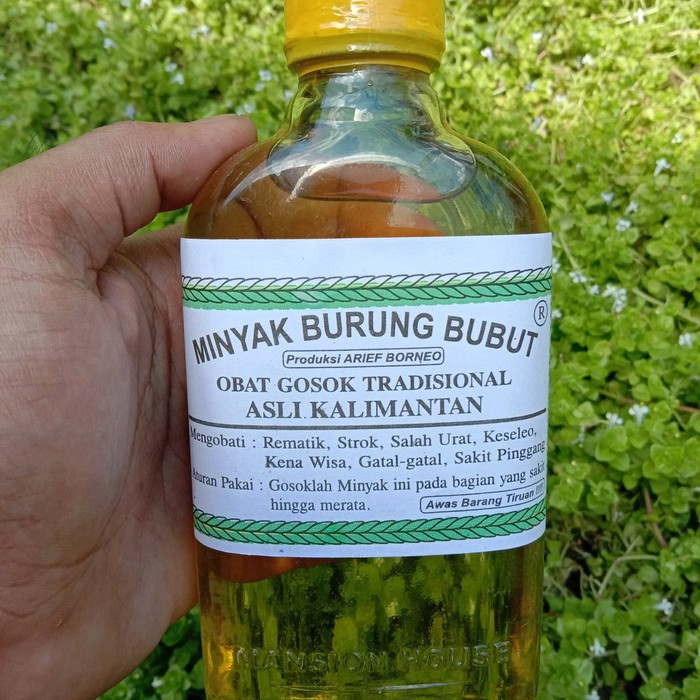 MINYAK BURUNG BUBUT ®
Produksi ARIEF BORNEO
OBAT GOSOK TRADISIONAL
ASLI KALIMANTAN
Mengobati : Rematik, Strok, Salah Urat, Keseleo,
Kena Wisa, Gatal-gatal, Sakit Pinggang
Aturan Pakai : Gosoklah Minyak ini pada bagian yang sakit
hingga merata.
Awas Barang Tiruan !!!!
MANSION HOUSE